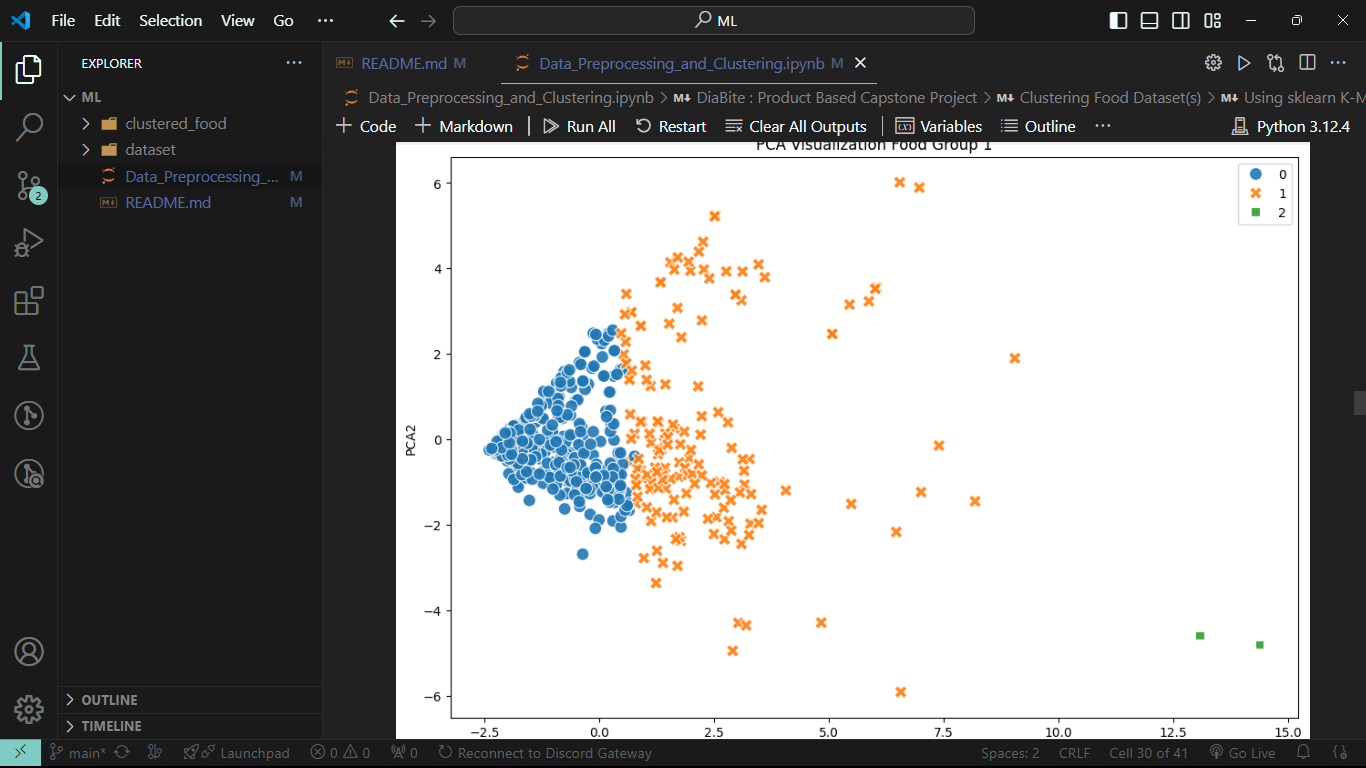 File Edit Selection View Go ···
ML
EXPLORER ···
ML
clustered_food
dataset
Data_Preprocessing_... M
README.md M
OUTLINE
TIMELINE
2
README.md M
Data_Preprocessing_and_Clustering.ipynb M
Data_Preprocessing_and_Clustering.ipynb > DiaBite : Product Based Capstone Project > Clustering Food Dataset(s) > Using sklearn K-M
+ Code + Markdown Run All Restart Clear All Outputs Variables Outline ··· Python 3.12.4
PCA Visualization Food Group 1
0
1
2
PCA2
6
4
2
0
−2
−4
−6
−2.5 0.0 2.5 5.0 7.5 10.0 12.5 15.0
main* Launchpad 0 0 0 Reconnect to Discord Gateway Spaces: 2 CRLF Cell 30 of 41 Go Live